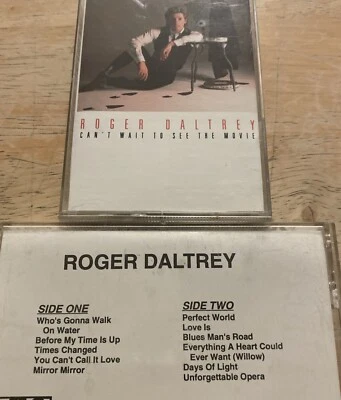 ROGER DALTREY
CAN'T WAIT TO SEE THE MOVIE
ROGER DALTREY
SIDE ONE
Who's Gonna Walk
On Water
Before My Time Is Up
Times Changed
You Can't Call It Love
Mirror Mirror
SIDE TWO
Perfect World
Love Is
Blues Man's Road
Everything A Heart Could
Ever Want (Willow)
Days Of Light
Unforgettable Opera